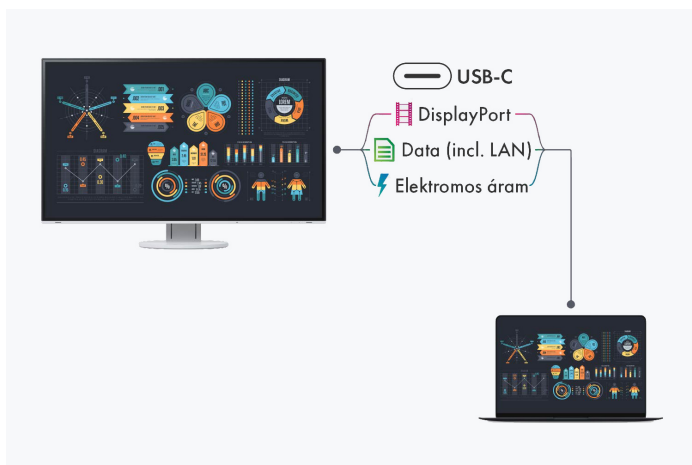 USB-C
DisplayPort
Data (incl. LAN)
Elektromos áram